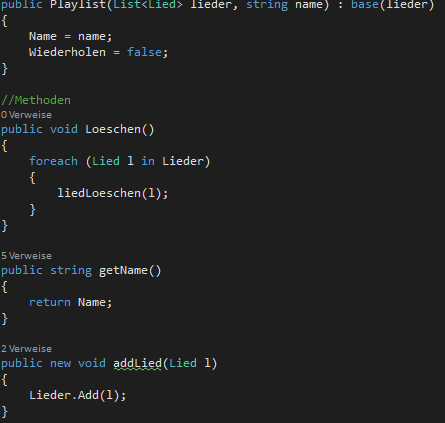 public Playlist(List<Lied> lieder, string name) : base(lieder)
{
    Name = name;
    Wiederholen = false;
}

//Methoden
0 Verweise
public void Loeschen()
{
    foreach (Lied l in Lieder)
    {
        liedLoeschen(l);
    }
}

5 Verweise
public string getName()
{
    return Name;
}

2 Verweise
public new void addLied(Lied l)
{
    Lieder.Add(l);
}